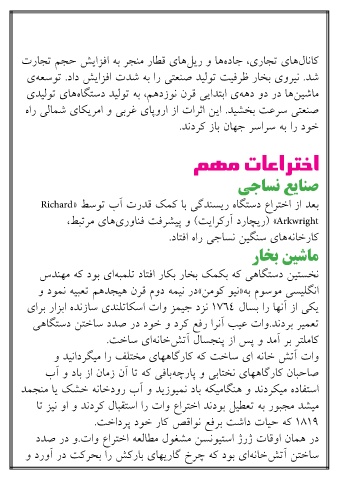 کانال‌های تجاری، جاده‌ها و ریل‌های قطار منجر به افزایش حجم تجارت
شد. نیروی بخار ظرفیت تولید صنعتی را به شدت افزایش داد. توسعه‌ی
ماشین‌ها در دو دهه‌ی ابتدایی قرن نوزدهم، به تولید دستگاه‌های تولیدی
صنعتی سرعت بخشید. این اثرات از اروپای غربی و امریکای شمالی راه
خود را به سراسر جهان باز کردند.
اختراعات مهم
صنایع نساجی
بعد از اختراع دستگاه ریسندگی با کمک قدرت آب توسط «Richard
Arkwright» (ریچارد آرکرایت) و پیشرفت فناوری‌های مرتبط،
کارخانه‌های سنگین نساجی راه افتاد.
ماشین بخار
نخستین دستگاهی که بکمک بخار بکار افتاد تلمبه‌ای بود که مهندس
انگلیسی موسوم به«نیو کومن»در نیمه دوم قرن هیجدهم تعبیه نمود و
یکی از آنها را بسال ۱۷٦٤ نزد جیمز وات اسکاتلندی سازنده ابزار برای
تعمیر بردند.وات عیب آنرا رفع کرد و خود در صدد ساختن دستگاهی
کاملتر بر آمد و پس از پنجسال آتش‌خانه‌ای ساخت.
وات آتش خانه ای ساخت که کارگاههای مختلف را میگردانید و
صاحبان کارگاههای نختابی و پارچه‌بافی که تا آن زمان از باد و آب
استفاده میکردند و هنگامیکه باد نمیوزید و آب رودخانه خشک یا منجمد
میشد مجبور به تعطیل بودند اختراع وات را استقبال کردند و او نیز تا
۱۸۱۹ که حیات داشت برفع نواقص کار خود پرداخت.
در همان اوقات ژرژ استیونسن مشغول مطالعه اختراع وات.و در صدد
ساختن آتش‌خانه‌ای بود که چرخ گاریهای بارکش را بحرکت در آورد و